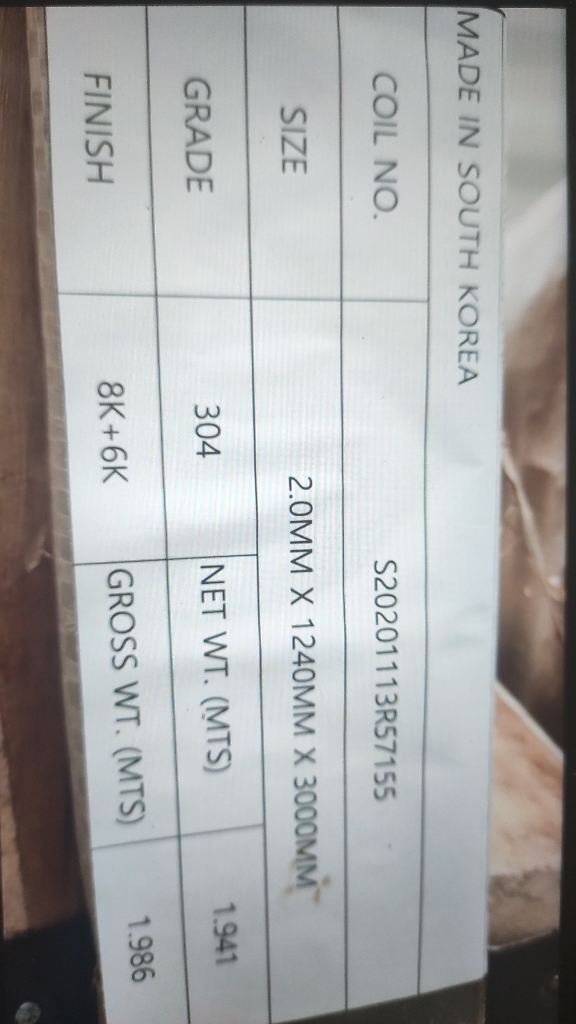 MADE IN SOUTH KOREA
COIL NO. S20201113R57155
SIZE 2.0MM X 1240MM X 3000MM
GRADE 304 NET WT. (MTS) 1.941
FINISH 8K+6K GROSS WT. (MTS) 1.986